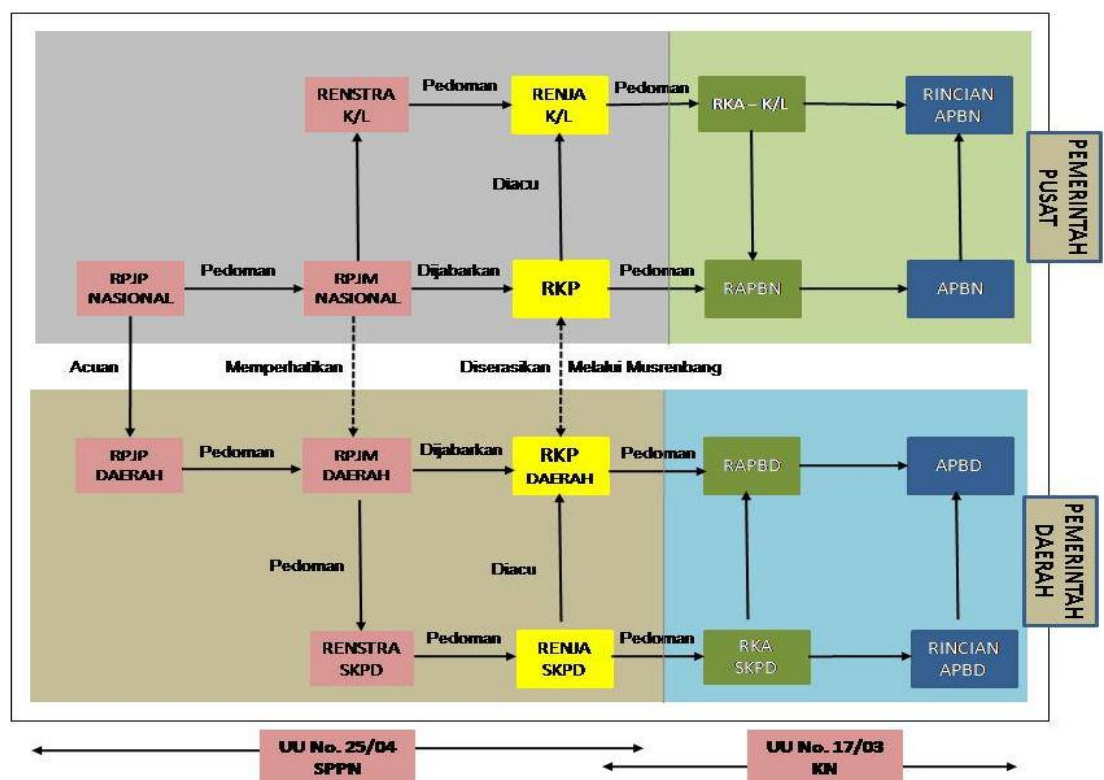 Pedoman
Pedoman
RENSTRA
K/L
RENJA
K/L
RKA – K/L
RINCIAN
APBN
PEMERINTAH
PUSAT
Diacu
Pedoman
Dijabarkan
Pedoman
RPJP
NASIONAL
RPJM
NASIONAL
RKP
RAPBN
APBN
Acuan
Memperhatikan
Diserasikan
Melalui Musrenbang
Pedoman
Dijabarkan
Pedoman
RPJP
DAERAH
RPJM
DAERAH
RKP
DAERAH
RAPBD
APBD
PEMERINTAH
DAERAH
Pedoman
Diacu
Pedoman
Pedoman
RENSTRA
SKPD
RENJA
SKPD
RKA
SKPD
RINCIAN
APBD
UU No. 25/04
SPPN
UU No. 17/03
KN